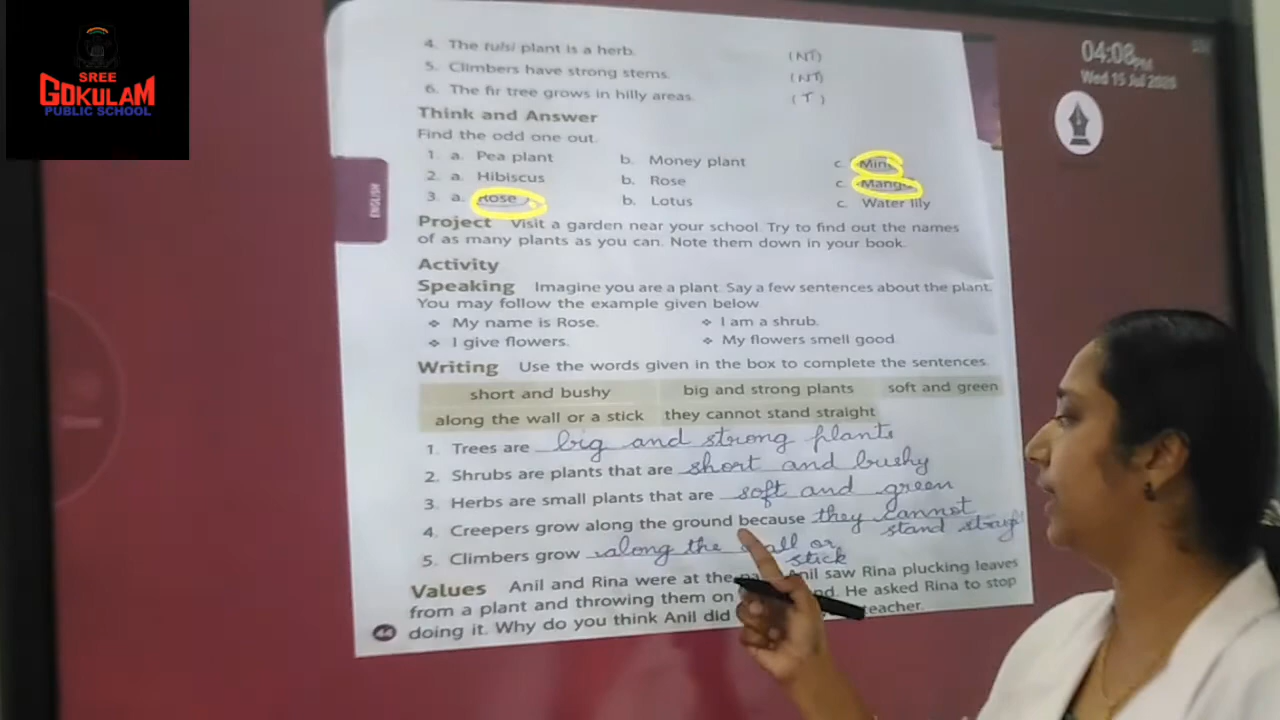 SREE
GOKULAM
PUBLIC SCHOOL
04:08PM
Wed 15 Jul 2020
ENGLISH
4. The tulsi plant is a herb. (NT)
5. Climbers have strong stems. (NT)
6. The fir tree grows in hilly areas. (T)
Think and Answer
Find the odd one out.
1. a. Pea plant b. Money plant c. Mint
2. a. Hibiscus b. Rose c. Mango
3. a. Rose b. Lotus c. Water lily
Project Visit a garden near your school. Try to find out the names
of as many plants as you can. Note them down in your book.
Activity
Speaking Imagine you are a plant. Say a few sentences about the plant.
You may follow the example given below
❖ My name is Rose. ❖ I am a shrub.
❖ I give flowers. ❖ My flowers smell good.
Writing Use the words given in the box to complete the sentences.
short and bushy big and strong plants soft and green
along the wall or a stick they cannot stand straight
1. Trees are big and strong plants
2. Shrubs are plants that are short and bushy
3. Herbs are small plants that are soft and green
4. Creepers grow along the ground because they cannot
stand straight
5. Climbers grow along the wall or
stick
Values Anil and Rina were at the Anil saw Rina plucking leaves
from a plant and throwing them on He asked Rina to stop
doing it. Why do you think Anil did teacher.
44